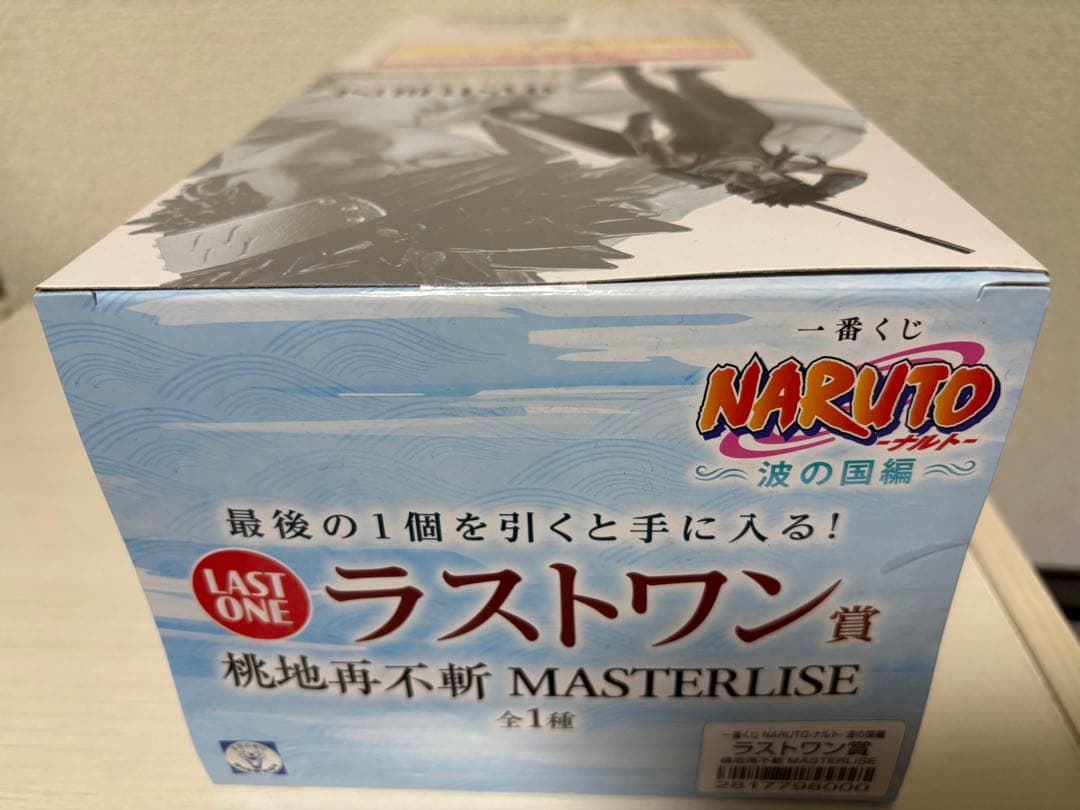 一番くじ
NARUTO
-ナルト-
波の国編
最後の1個を引くと手に入る!
LAST
ONE
ラストワン賞
桃地再不斬 MASTERLISE
全1種
一番くじ NARUTO-ナルト- 波の国編
ラストワン賞
桃地再不斬 MASTERLISE
2817798000